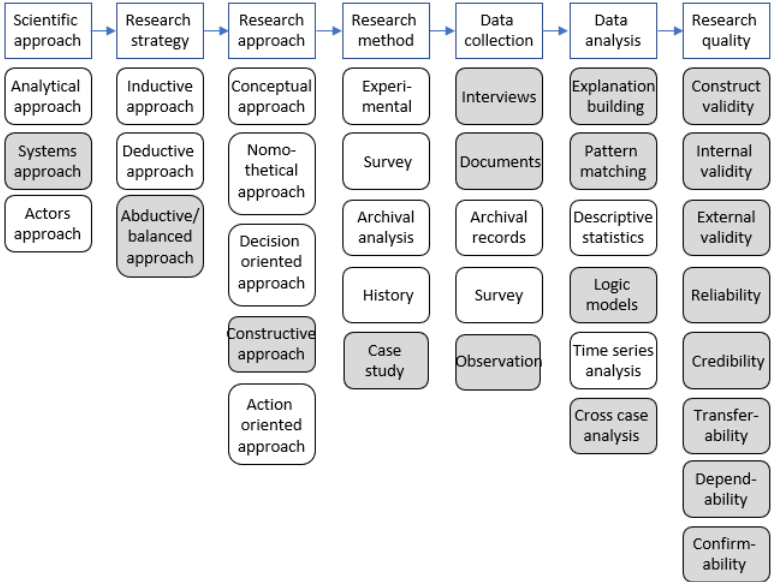 Scientific
approach
Research
strategy
Research
approach
Research
method
Data
collection
Data
analysis
Research
quality
Analytical
approach
Systems
approach
Actors
approach
Inductive
approach
Deductive
approach
Abductive/
balanced
approach
Conceptual
approach
Nomo-
thetical
approach
Decision
oriented
approach
Constructive
approach
Action
oriented
approach
Experi-
mental
Survey
Archival
analysis
History
Case
study
Interviews
Documents
Archival
records
Survey
Observation
Explanation
building
Pattern
matching
Descriptive
statistics
Logic
models
Time series
analysis
Cross case
analysis
Construct
validity
Internal
validity
External
validity
Reliability
Credibility
Transfer-
ability
Depend-
ability
Confirm-
ability